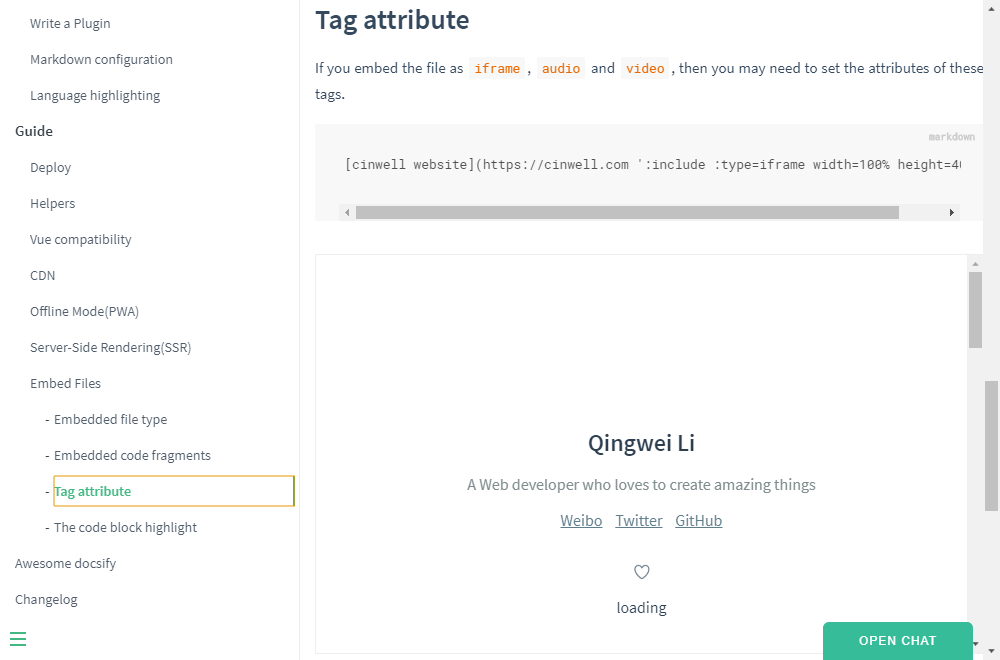 Write a Plugin
Markdown configuration
Language highlighting
Guide
Deploy
Helpers
Vue compatibility
CDN
Offline Mode(PWA)
Server-Side Rendering(SSR)
Embed Files
- Embedded file type
- Embedded code fragments
- Tag attribute
- The code block highlight
Awesome docsify
Changelog
Tag attribute
If you embed the file as iframe , audio and video , then you may need to set the attributes of these
tags.
markdown
[cinwell website](https://cinwell.com ':include :type=iframe width=100% height=40
Qingwei Li
A Web developer who loves to create amazing things
Weibo Twitter GitHub
loading
OPEN CHAT